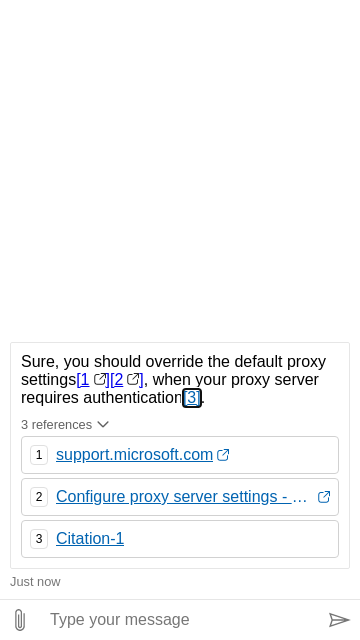 Sure, you should override the default proxy
settings[1][2], when your proxy server
requires authentication[3].
3 references
1 support.microsoft.com
2 Configure proxy server settings - …
3 Citation-1
Just now
Type your message